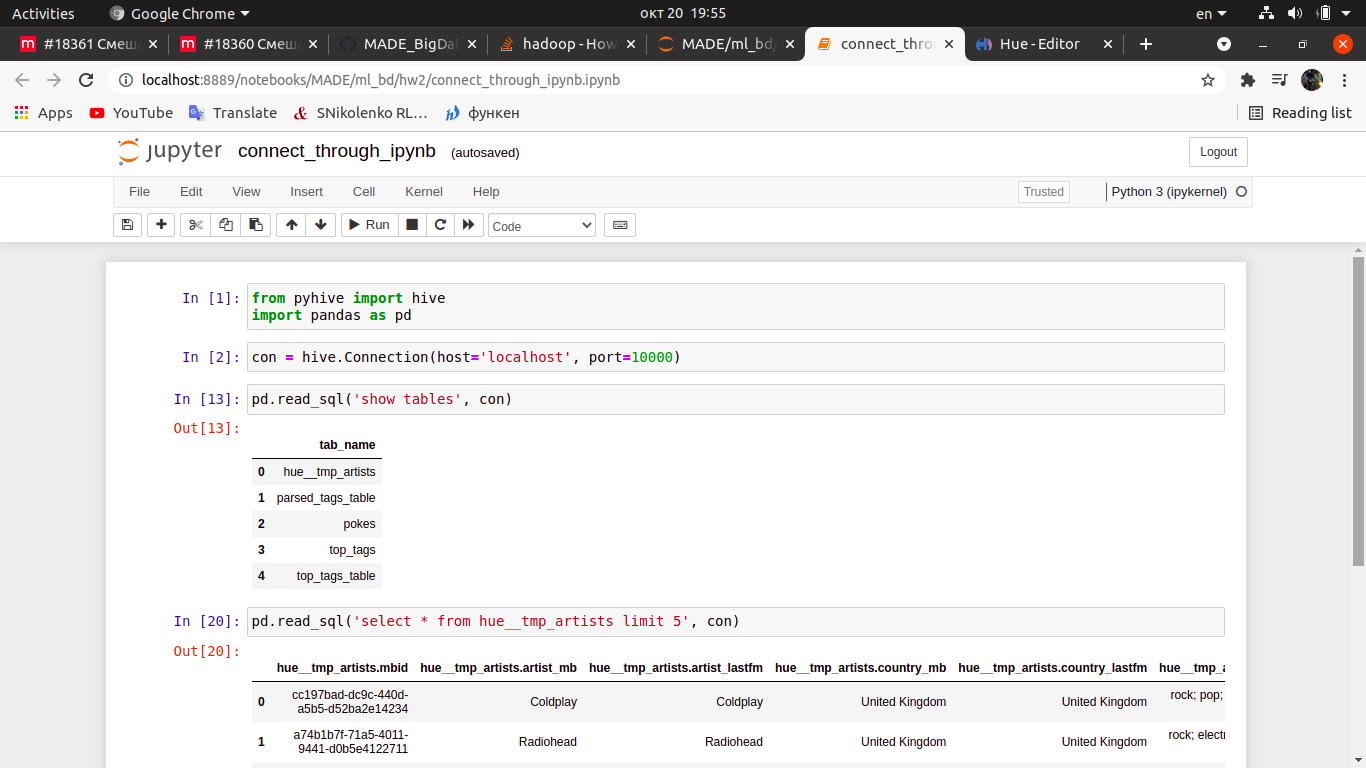 Activities
Google Chrome
окт 20 19:55
en
#18361 Смеш
#18360 Смеш
MADE_BigDa
hadoop - How
MADE/ml_bd/
connect_thro
Hue - Editor
localhost:8889/notebooks/MADE/ml_bd/hw2/connect_through_ipynb.ipynb
Apps
YouTube
Translate
SNikolenko RL…
функен
Reading list
jupyter
connect_through_ipynb
(autosaved)
Logout
File Edit View Insert Cell Kernel Help
Trusted
Python 3 (ipykernel)
Run
Code
In [1]: from pyhive import hive
import pandas as pd
In [2]: con = hive.Connection(host='localhost', port=10000)
In [13]: pd.read_sql('show tables', con)
Out[13]:
tab_name
0 hue__tmp_artists
1 parsed_tags_table
2 pokes
3 top_tags
4 top_tags_table
In [20]: pd.read_sql('select * from hue__tmp_artists limit 5', con)
Out[20]:
hue__tmp_artists.mbid hue__tmp_artists.artist_mb hue__tmp_artists.artist_lastfm hue__tmp_artists.country_mb hue__tmp_artists.country_lastfm hue__tmp_a
0 cc197bad-dc9c-440d-
a5b5-d52ba2e14234 Coldplay Coldplay United Kingdom United Kingdom rock; pop;
1 a74b1b7f-71a5-4011-
9441-d0b5e4122711 Radiohead Radiohead United Kingdom United Kingdom rock; electr